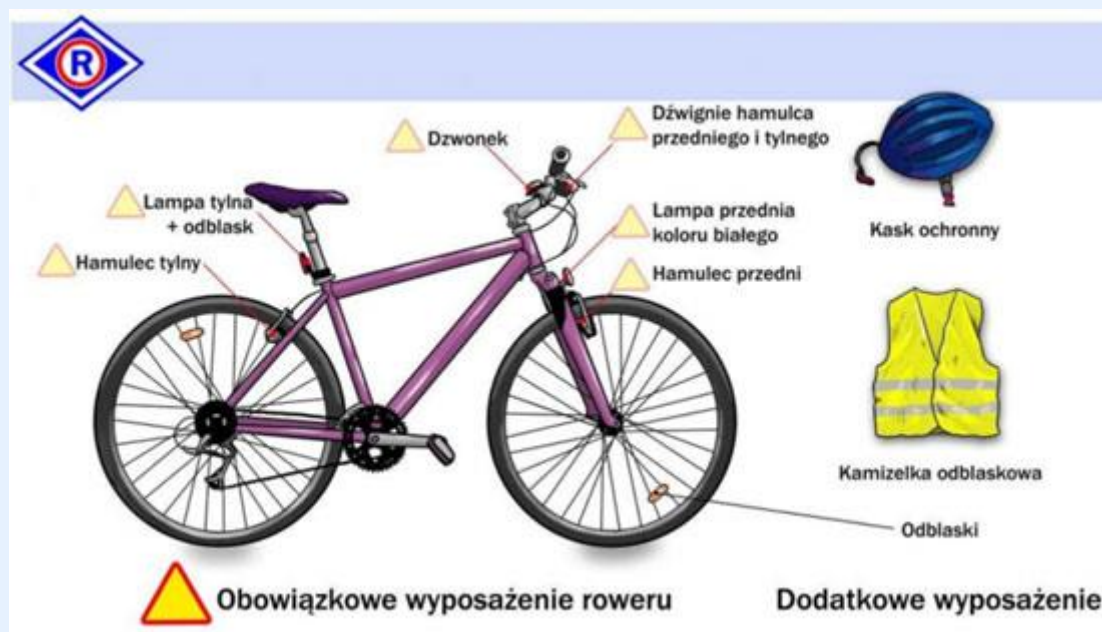 R
Dzwonek
Dźwignie hamulca
przedniego i tylnego
Lampa tylna
+ odblask
Lampa przednia
koloru białego
Kask ochronny
Hamulec tylny
Hamulec przedni
Kamizelka odblaskowa
Odblaski
Obowiązkowe wyposażenie roweru
Dodatkowe wyposażenie